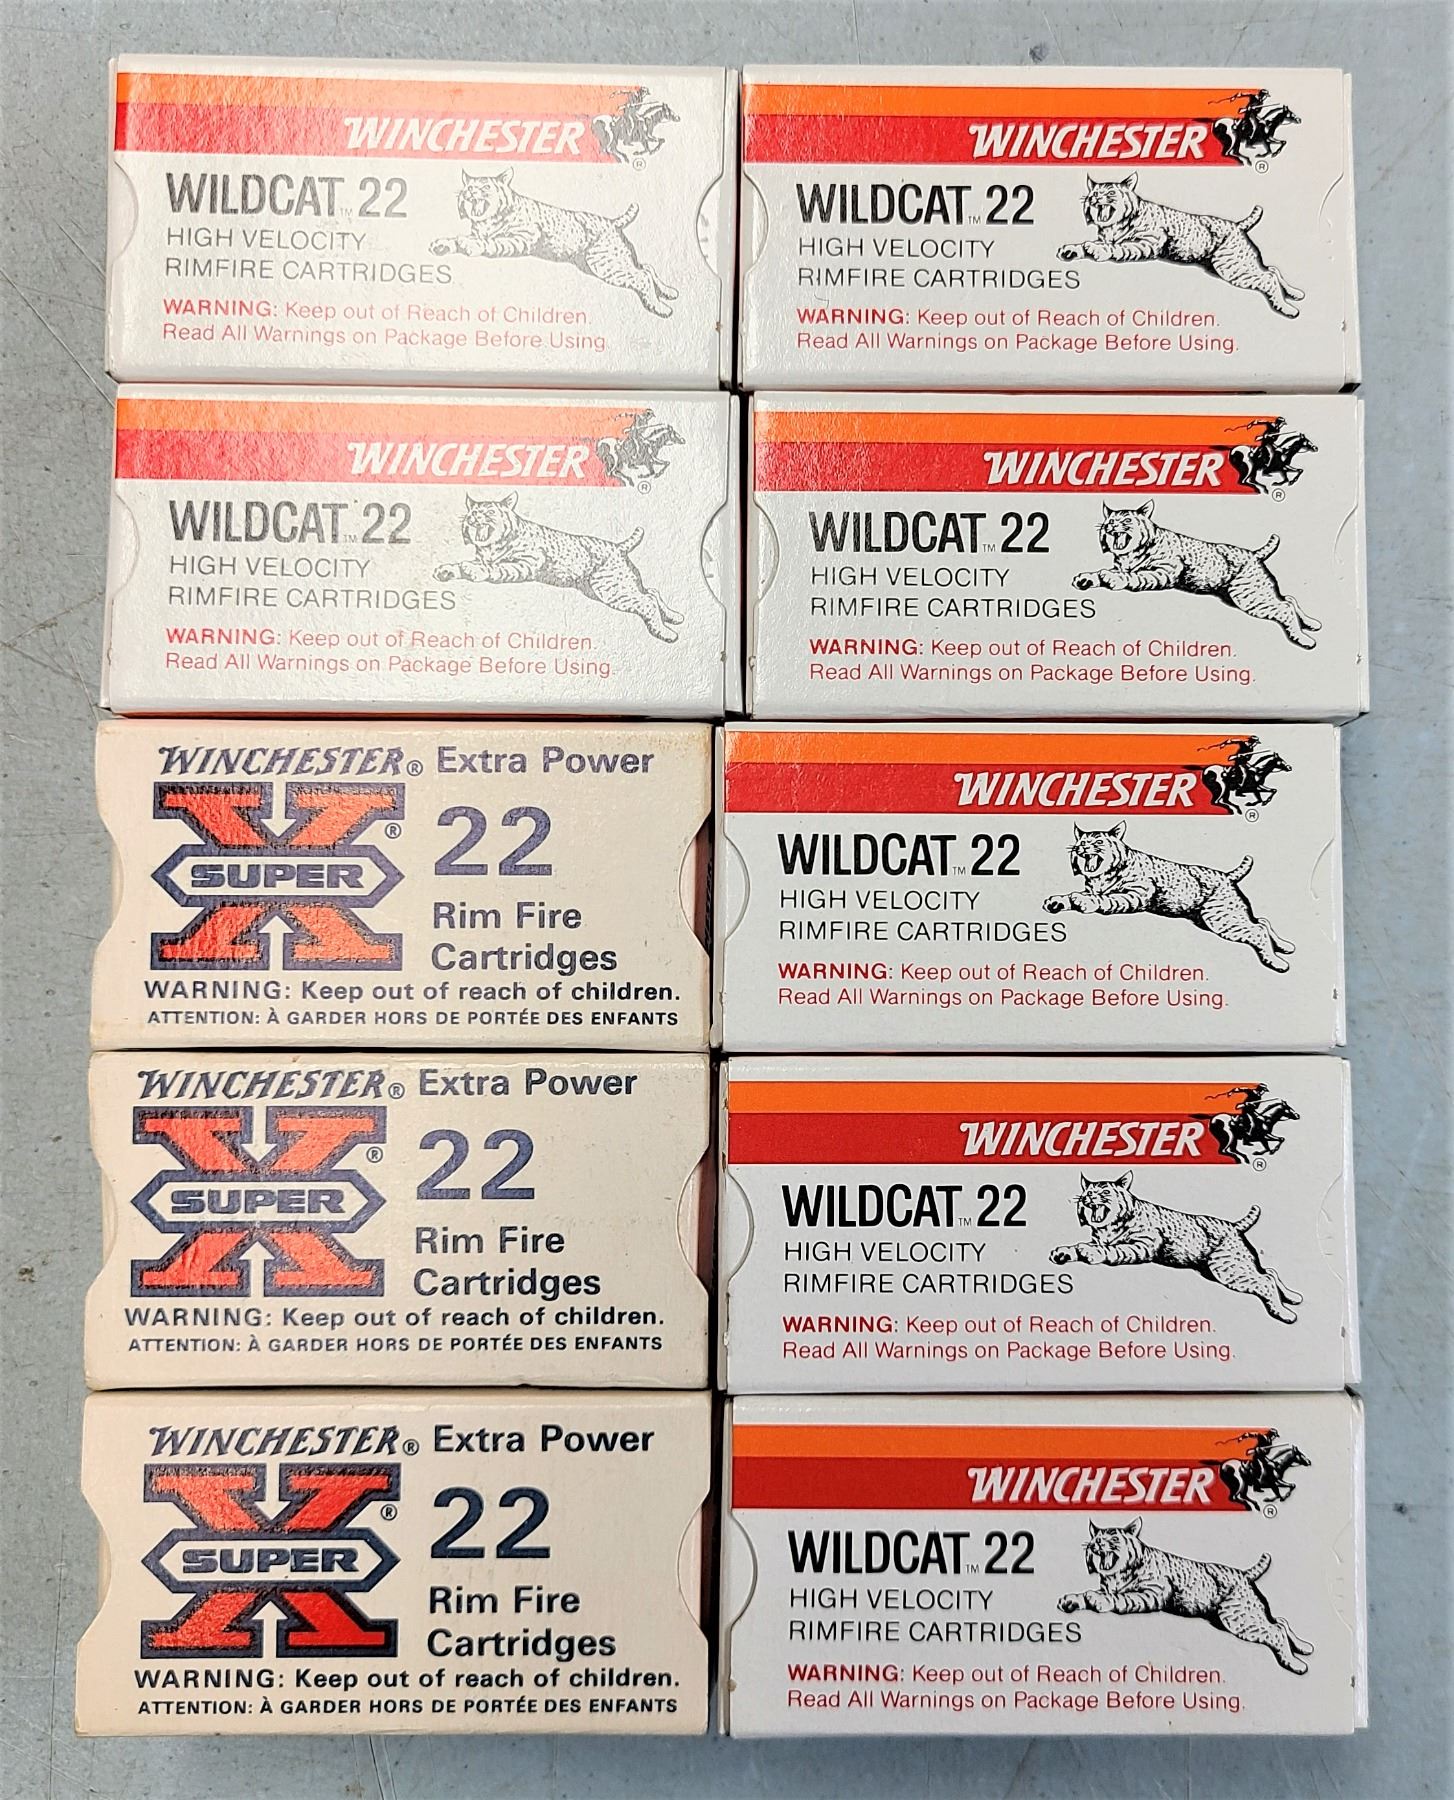 WINCHESTER
®
WILDCAT™ 22
HIGH VELOCITY
RIMFIRE CARTRIDGES
WARNING: Keep out of Reach of Children.
Read All Warnings on Package Before Using.
WINCHESTER
®
WILDCAT™ 22
HIGH VELOCITY
RIMFIRE CARTRIDGES
WARNING: Keep out of Reach of Children.
Read All Warnings on Package Before Using.
WINCHESTER
®
WILDCAT™ 22
HIGH VELOCITY
RIMFIRE CARTRIDGES
WARNING: Keep out of Reach of Children.
Read All Warnings on Package Before Using.
WINCHESTER
®
WILDCAT™ 22
HIGH VELOCITY
RIMFIRE CARTRIDGES
WARNING: Keep out of Reach of Children.
Read All Warnings on Package Before Using.
WINCHESTER® Extra Power
X ®
SUPER
22
Rim Fire
Cartridges
WARNING: Keep out of reach of children.
ATTENTION: À GARDER HORS DE PORTÉE DES ENFANTS
WINCHESTER
®
WILDCAT™ 22
HIGH VELOCITY
RIMFIRE CARTRIDGES
WARNING: Keep out of Reach of Children.
Read All Warnings on Package Before Using.
WINCHESTER® Extra Power
X ®
SUPER
22
Rim Fire
Cartridges
WARNING: Keep out of reach of children.
ATTENTION: À GARDER HORS DE PORTÉE DES ENFANTS
WINCHESTER
®
WILDCAT™ 22
HIGH VELOCITY
RIMFIRE CARTRIDGES
WARNING: Keep out of Reach of Children.
Read All Warnings on Package Before Using.
WINCHESTER® Extra Power
X ®
SUPER
22
Rim Fire
Cartridges
WARNING: Keep out of reach of children.
ATTENTION: À GARDER HORS DE PORTÉE DES ENFANTS
WINCHESTER
®
WILDCAT™ 22
HIGH VELOCITY
RIMFIRE CARTRIDGES
WARNING: Keep out of Reach of Children.
Read All Warnings on Package Before Using.